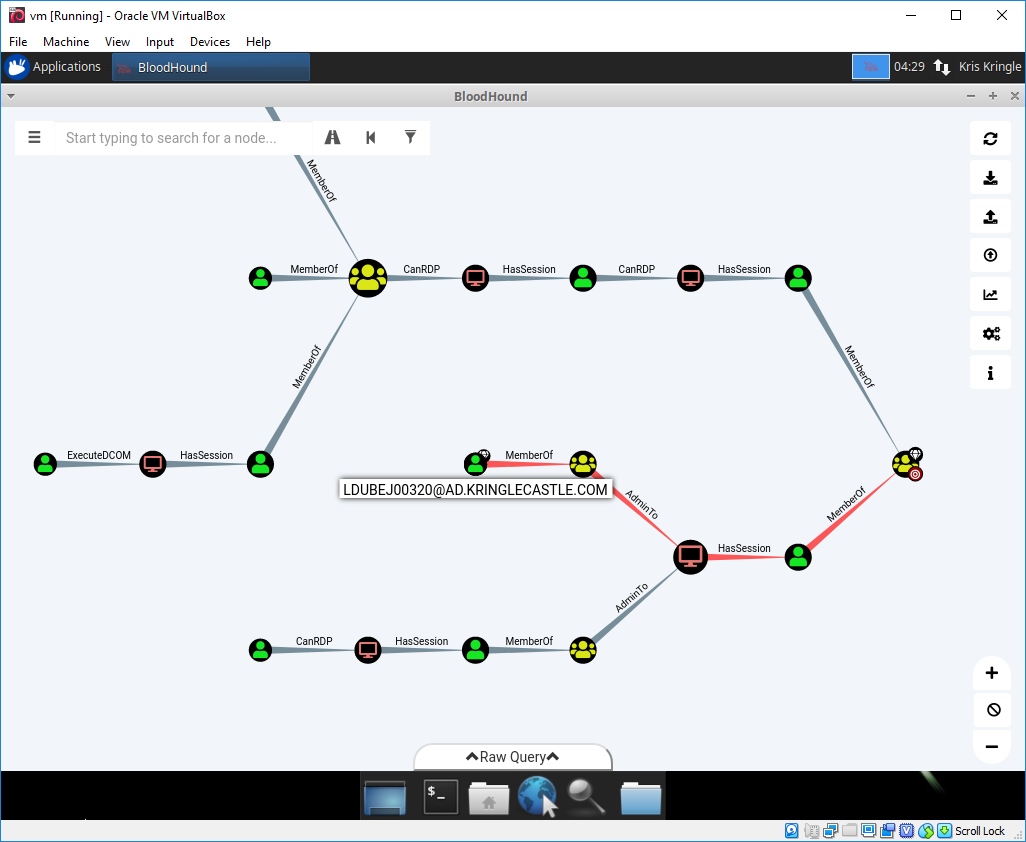 vm [Running] - Oracle VM VirtualBox
File Machine View Input Devices Help
Applications BloodHound 04:29 Kris Kringle
BloodHound
Start typing to search for a node...
MemberOf
MemberOf CanRDP HasSession CanRDP HasSession
MemberOf MemberOf
ExecuteDCOM HasSession MemberOf
LDUBEJ00320@AD.KRINGLECASTLE.COM
AdminTo MemberOf
HasSession
AdminTo
CanRDP HasSession MemberOf
Raw Query
$_
Scroll Lock